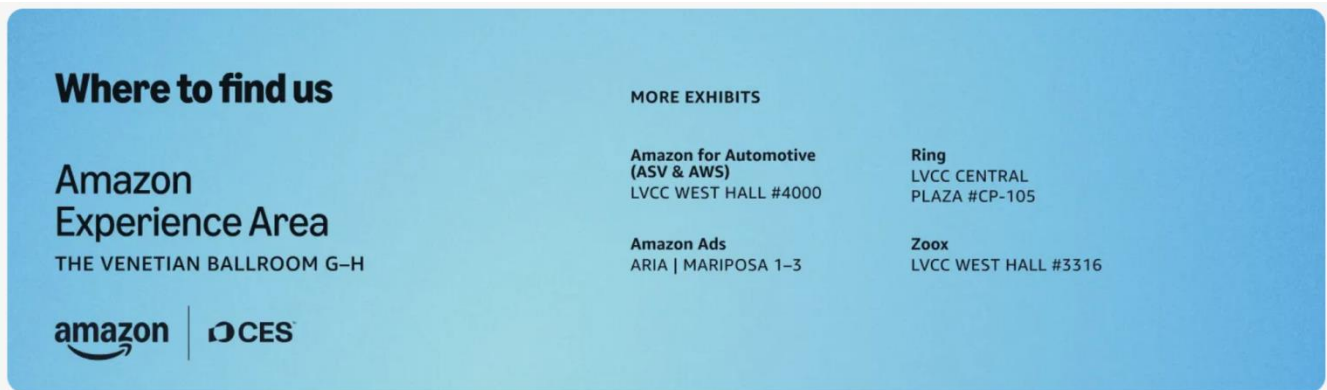 Where to find us
Amazon
Experience Area
THE VENETIAN BALLROOM G–H
amazon
CES
MORE EXHIBITS
Amazon for Automotive
(ASV & AWS)
LVCC WEST HALL #4000
Amazon Ads
ARIA | MARIPOSA 1–3
Ring
LVCC CENTRAL
PLAZA #CP-105
Zoox
LVCC WEST HALL #3316